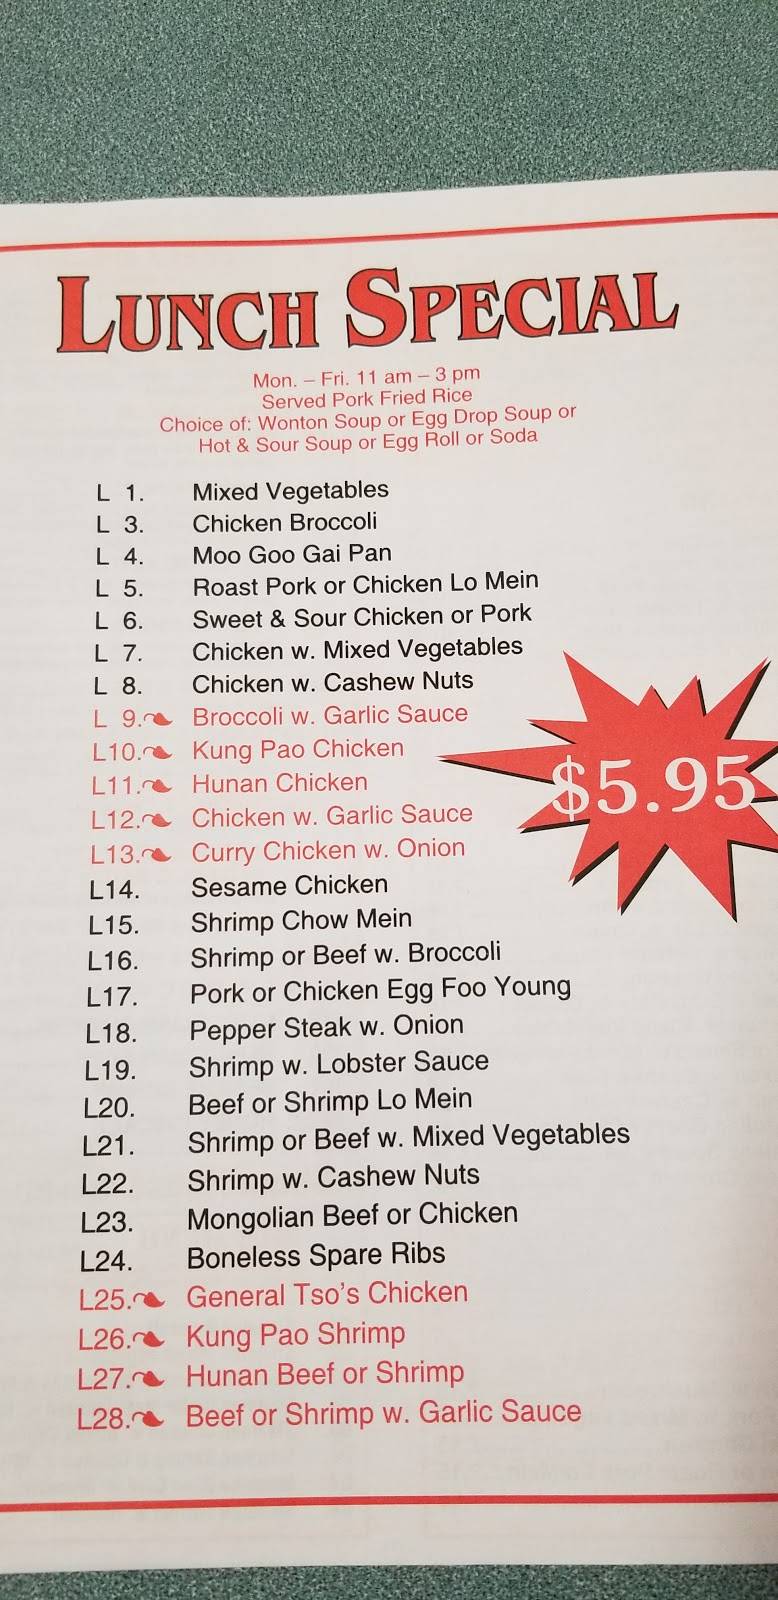 LUNCH SPECIAL
Mon. – Fri. 11 am – 3 pm
Served Pork Fried Rice
Choice of: Wonton Soup or Egg Drop Soup or
Hot & Sour Soup or Egg Roll or Soda
L 1. Mixed Vegetables
L 3. Chicken Broccoli
L 4. Moo Goo Gai Pan
L 5. Roast Pork or Chicken Lo Mein
L 6. Sweet & Sour Chicken or Pork
L 7. Chicken w. Mixed Vegetables
L 8. Chicken w. Cashew Nuts
L 9. Broccoli w. Garlic Sauce
L10. Kung Pao Chicken
L11. Hunan Chicken
L12. Chicken w. Garlic Sauce
L13. Curry Chicken w. Onion
$5.95
L14. Sesame Chicken
L15. Shrimp Chow Mein
L16. Shrimp or Beef w. Broccoli
L17. Pork or Chicken Egg Foo Young
L18. Pepper Steak w. Onion
L19. Shrimp w. Lobster Sauce
L20. Beef or Shrimp Lo Mein
L21. Shrimp or Beef w. Mixed Vegetables
L22. Shrimp w. Cashew Nuts
L23. Mongolian Beef or Chicken
L24. Boneless Spare Ribs
L25. General Tso's Chicken
L26. Kung Pao Shrimp
L27. Hunan Beef or Shrimp
L28. Beef or Shrimp w. Garlic Sauce